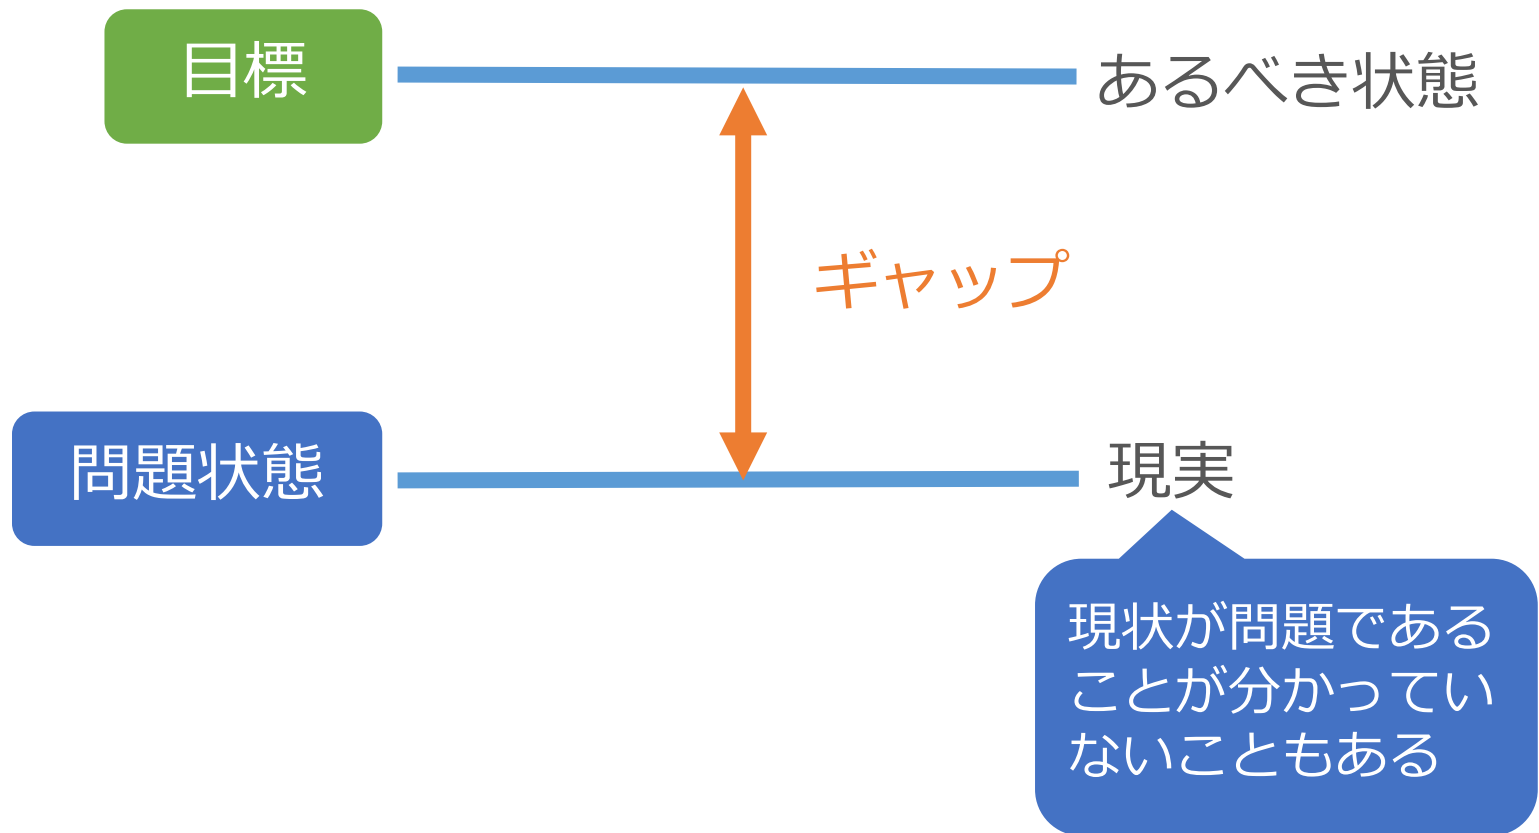 目標
あるべき状態
ギャップ
問題状態
現実
現状が問題である
ことが分かってい
ないこともある